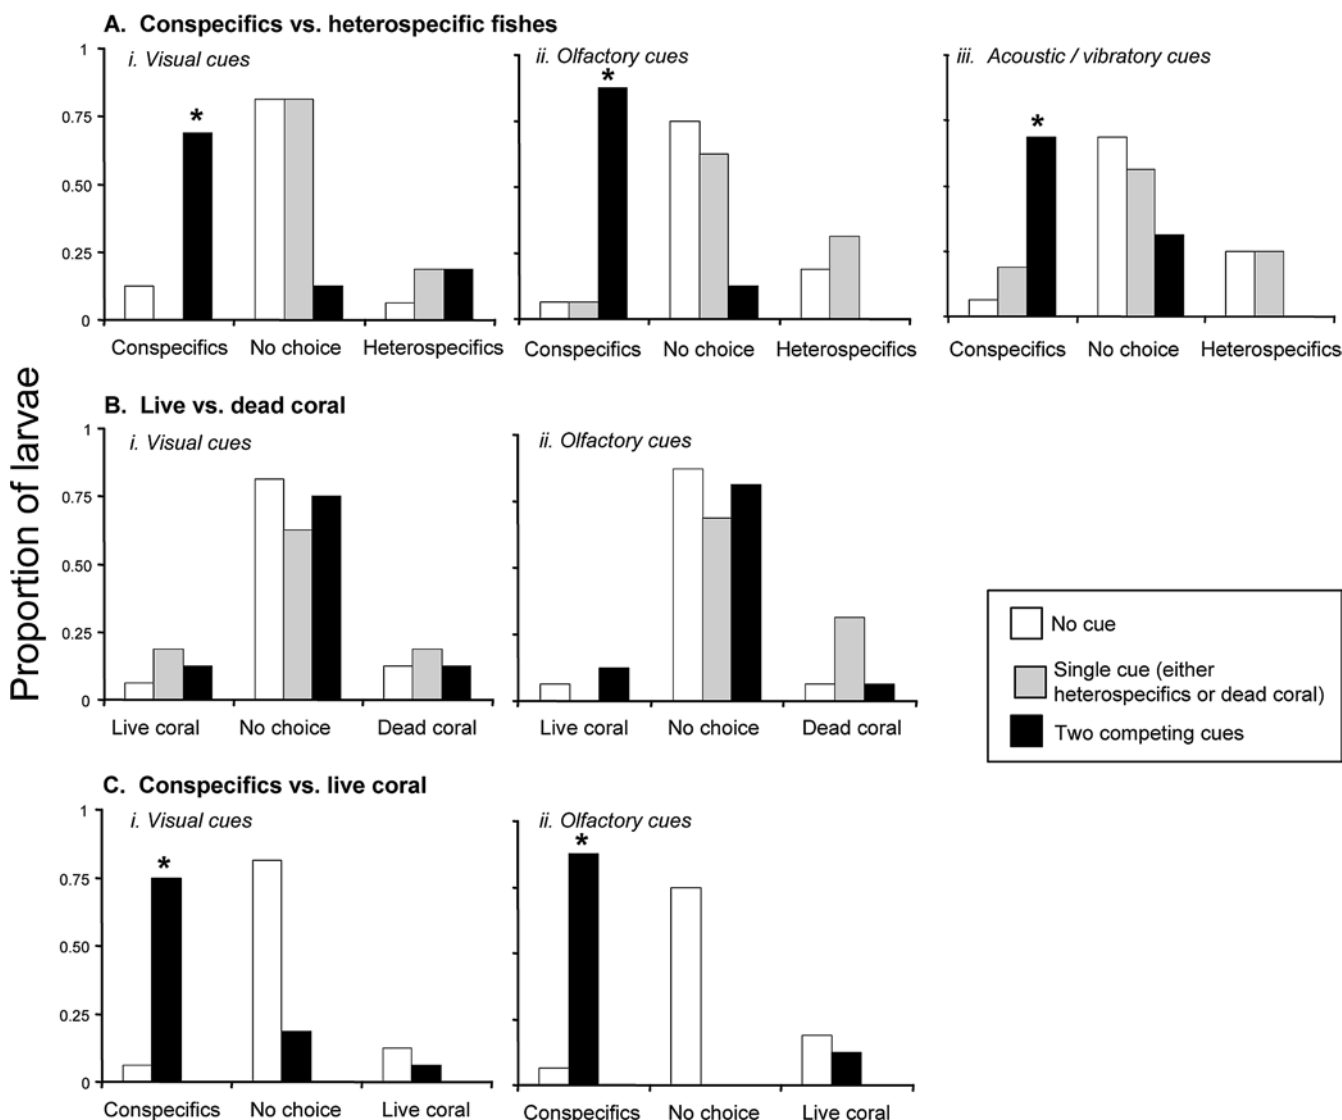 A. Conspecifics vs. heterospecific fishes
i. Visual cues
ii. Olfactory cues
iii. Acoustic / vibratory cues
1
0.75
0.50
0.25
0
*
*
*
Conspecifics No choice Heterospecifics
Conspecifics No choice Heterospecifics
Conspecifics No choice Heterospecifics
Proportion of larvae
B. Live vs. dead coral
i. Visual cues
ii. Olfactory cues
1
0.75
0.50
0.25
0
Live coral No choice Dead coral
Live coral No choice Dead coral
No cue
Single cue (either
heterospecifics or dead coral)
Two competing cues
C. Conspecifics vs. live coral
i. Visual cues
ii. Olfactory cues
1
0.75
0.50
0.25
0
*
*
Conspecifics No choice Live coral
Conspecifics No choice Live coral